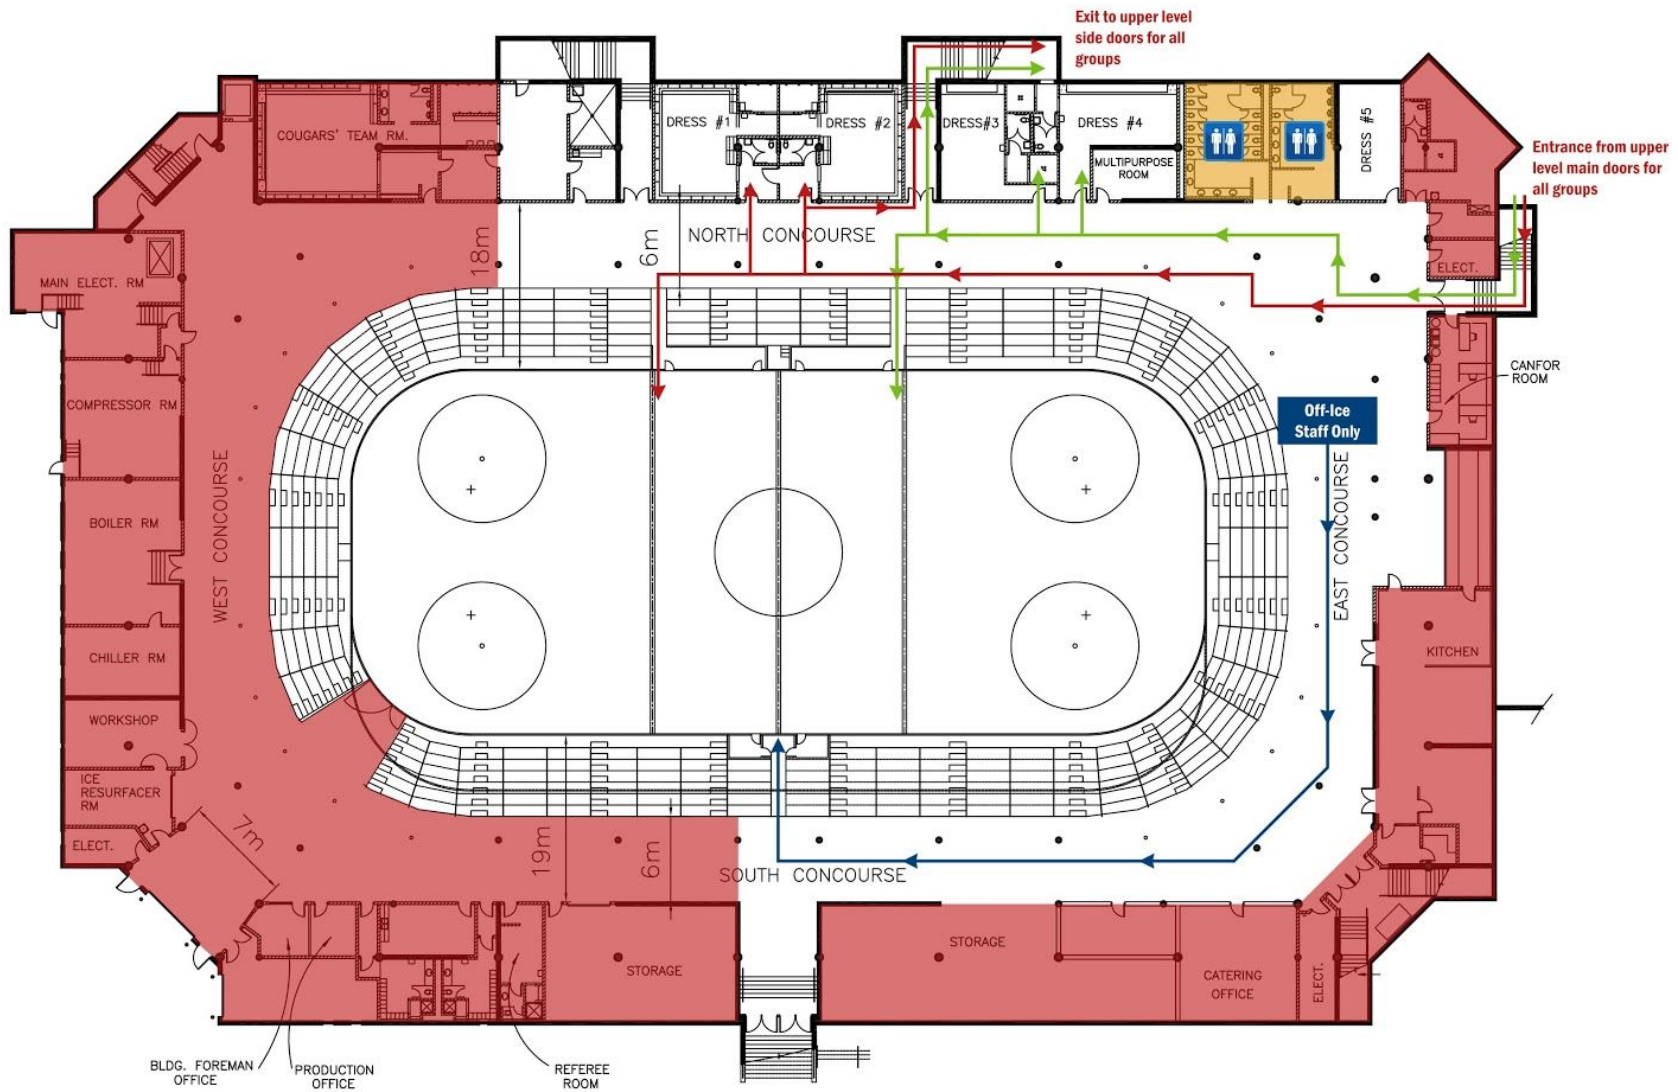 Exit to upper level
side doors for all
groups
COUGARS' TEAM RM.
DRESS #1
DRESS #2
DRESS#3
DRESS #4
MULTIPURPOSE
ROOM
DRESS #5
Entrance from upper
level main doors for
all groups
18m
6m
NORTH CONCOURSE
MAIN ELECT. RM
ELECT.
CANFOR
ROOM
COMPRESSOR RM
Off-Ice
Staff Only
WEST CONCOURSE
EAST CONCOURSE
BOILER RM
KITCHEN
CHILLER RM
WORKSHOP
ICE
RESURFACER
RM
ELECT.
7m
19m
6m
SOUTH CONCOURSE
STORAGE
STORAGE
CATERING
OFFICE
ELECT.
BLDG. FOREMAN
OFFICE
PRODUCTION
OFFICE
REFEREE
ROOM